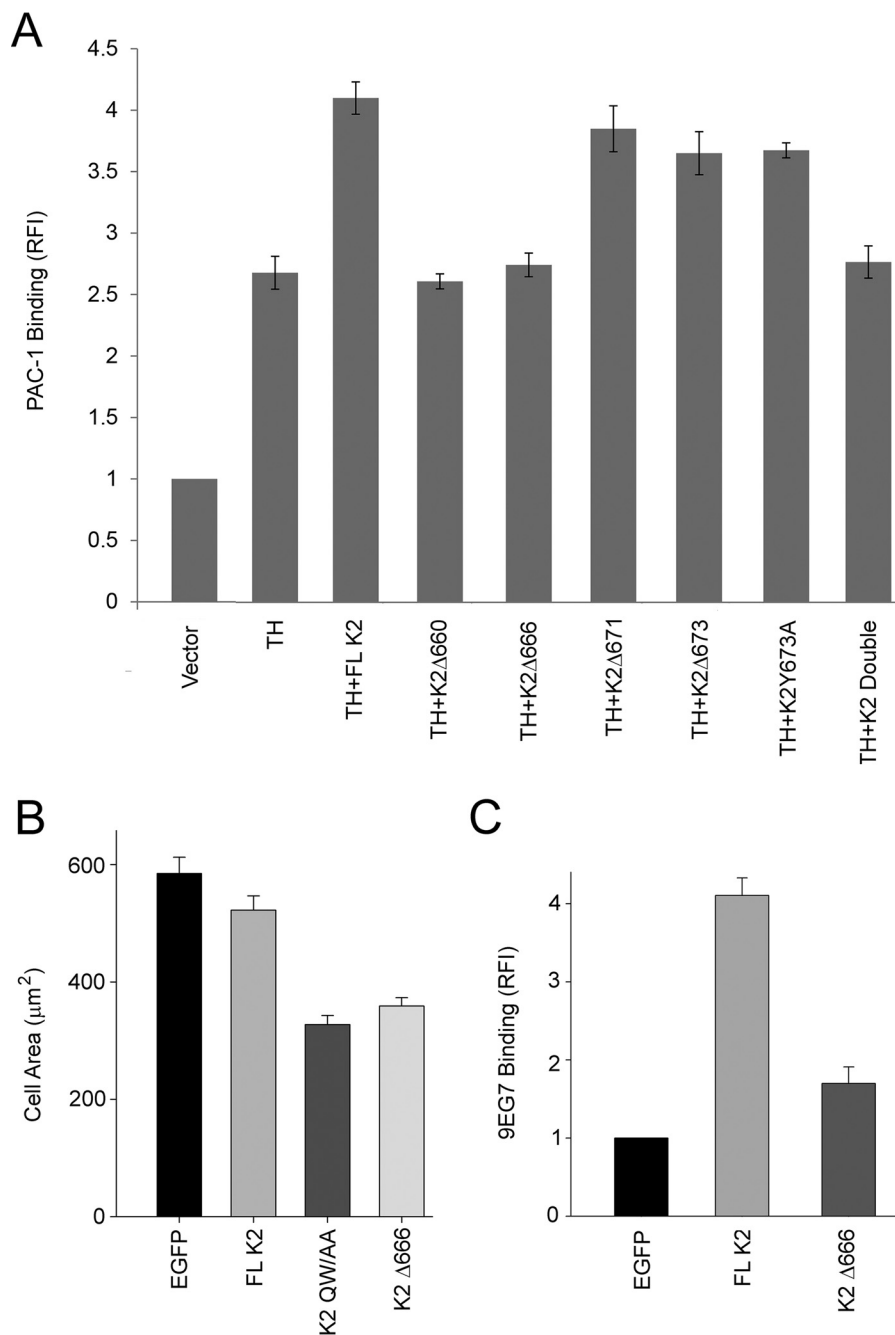 A
4.5
4
3.5
3
2.5
2
1.5
1
0.5
0
PAC-1 Binding (RFI)
Vector
TH
TH+FL K2
TH+K2Δ660
TH+K2Δ666
TH+K2Δ671
TH+K2Δ673
TH+K2Y673A
TH+K2 Double
B
600
400
200
0
Cell Area (μm²)
EGFP
FL K2
K2 QW/AA
K2 Δ666
C
4
3
2
1
0
9EG7 Binding (RFI)
EGFP
FL K2
K2 Δ666